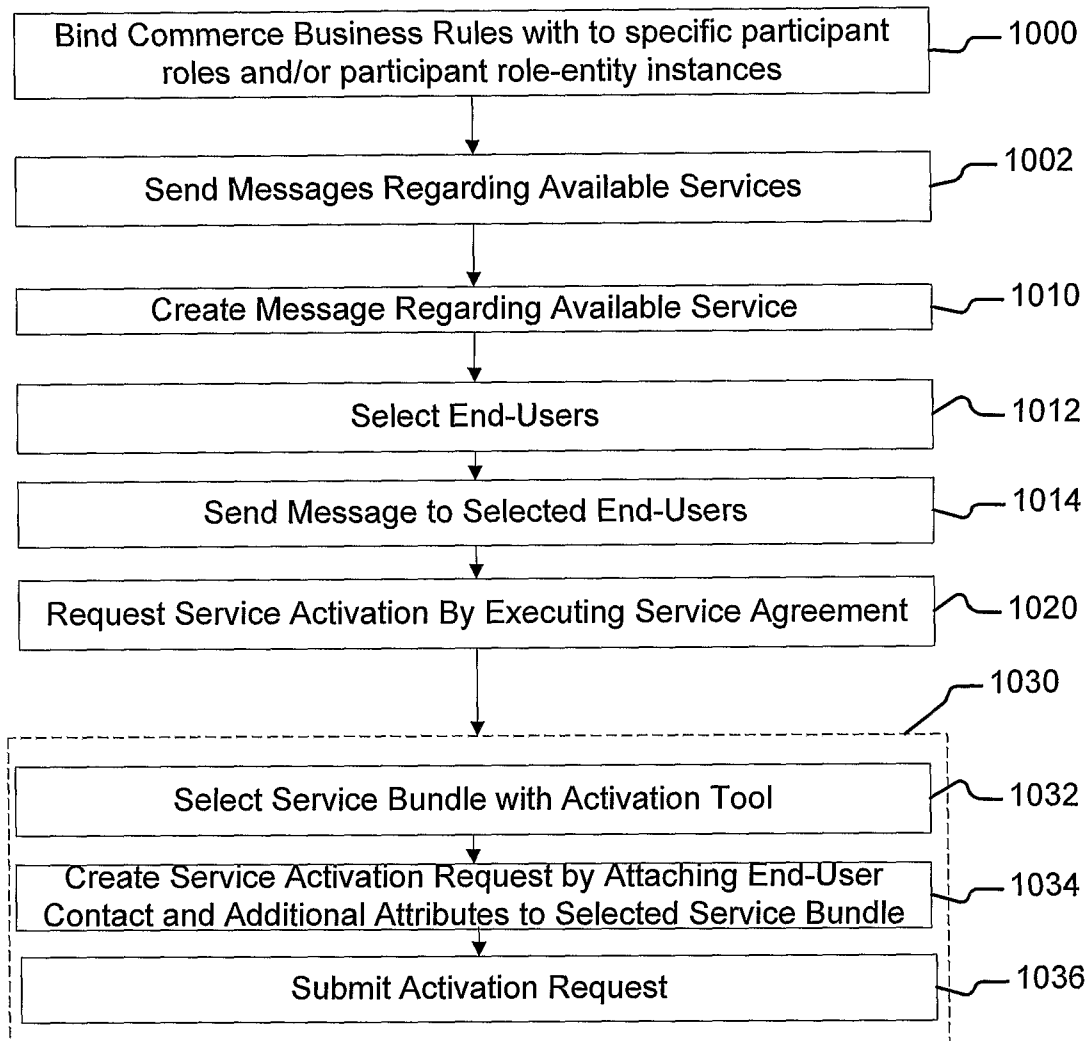 Bind Commerce Business Rules with to specific participant
roles and/or participant role-entity instances
1000
Send Messages Regarding Available Services
1002
Create Message Regarding Available Service
1010
Select End-Users
1012
Send Message to Selected End-Users
1014
Request Service Activation By Executing Service Agreement
1020
1030
Select Service Bundle with Activation Tool
1032
Create Service Activation Request by Attaching End-User
Contact and Additional Attributes to Selected Service Bundle
1034
Submit Activation Request
1036